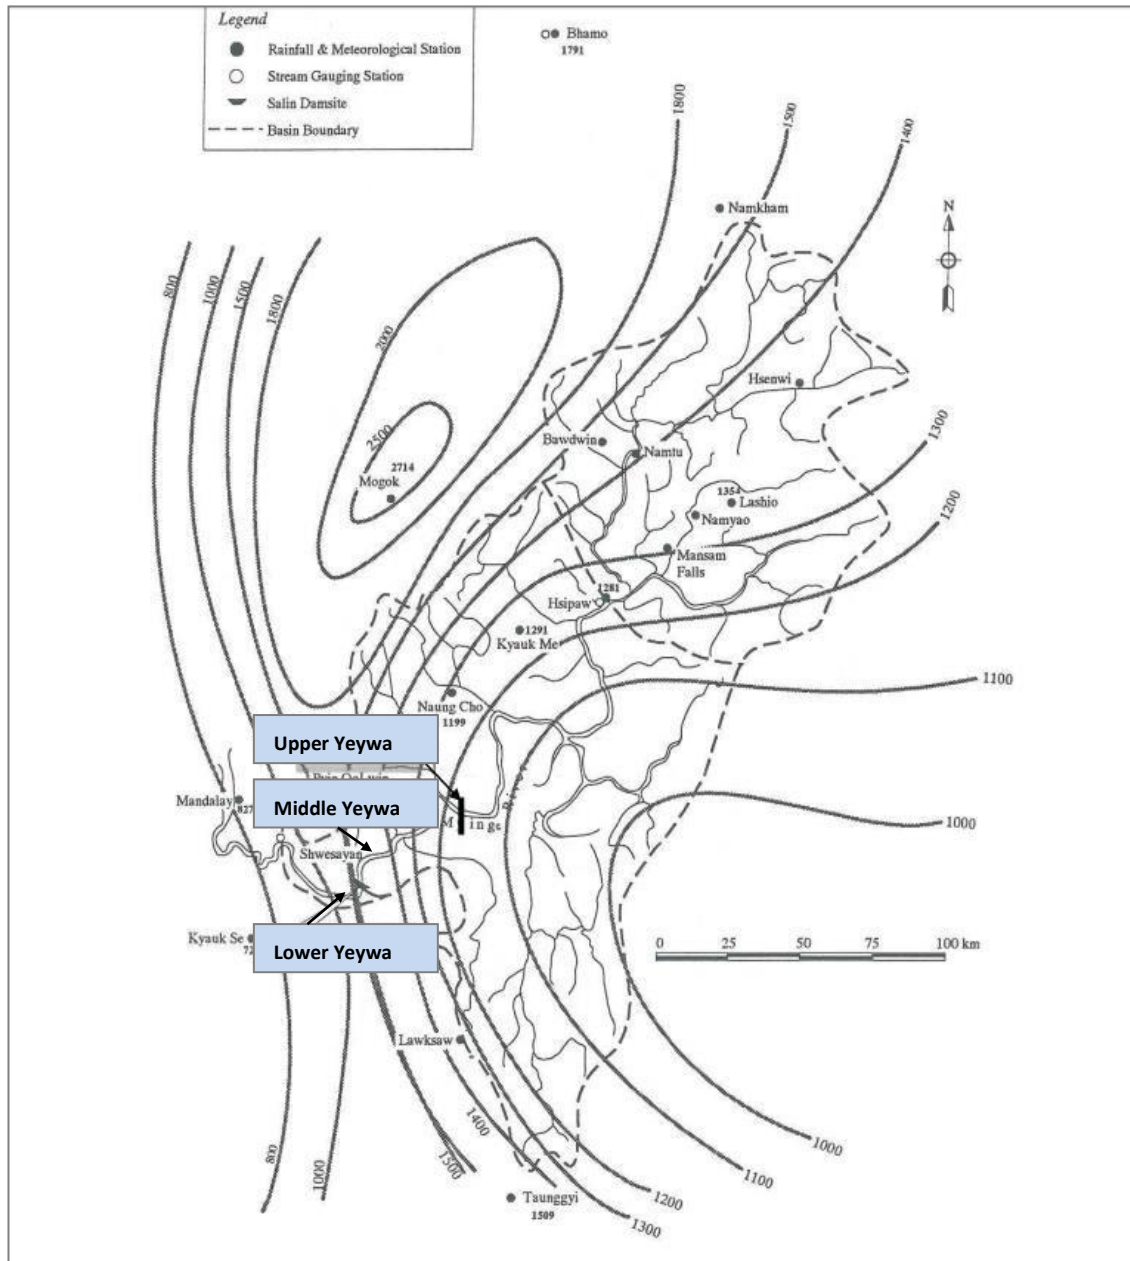 Legend
Rainfall & Meteorological Station
Stream Gauging Station
Salin Damsite
Basin Boundary
Bhamo
1791
1800
1500
1400
Namkham
N
800
1000
1500
1800
2000
2500
2714
Mogok
Hsenwi
Bawdwin
Namtu
1300
1354
Lashio
Namyao
1200
Mansam
Falls
1281
Hsipaw
1291
Kyauk Me
1100
Naung Cho
1199
Upper Yeywa
Mandalay
Middle Yeywa
1000
Shwesayan
Kyauk Se
Lower Yeywa
0 25 50 75 100 km
Lawksaw
1400
1500
800
1000
1000
1100
1200
1300
Taunggyi
1509